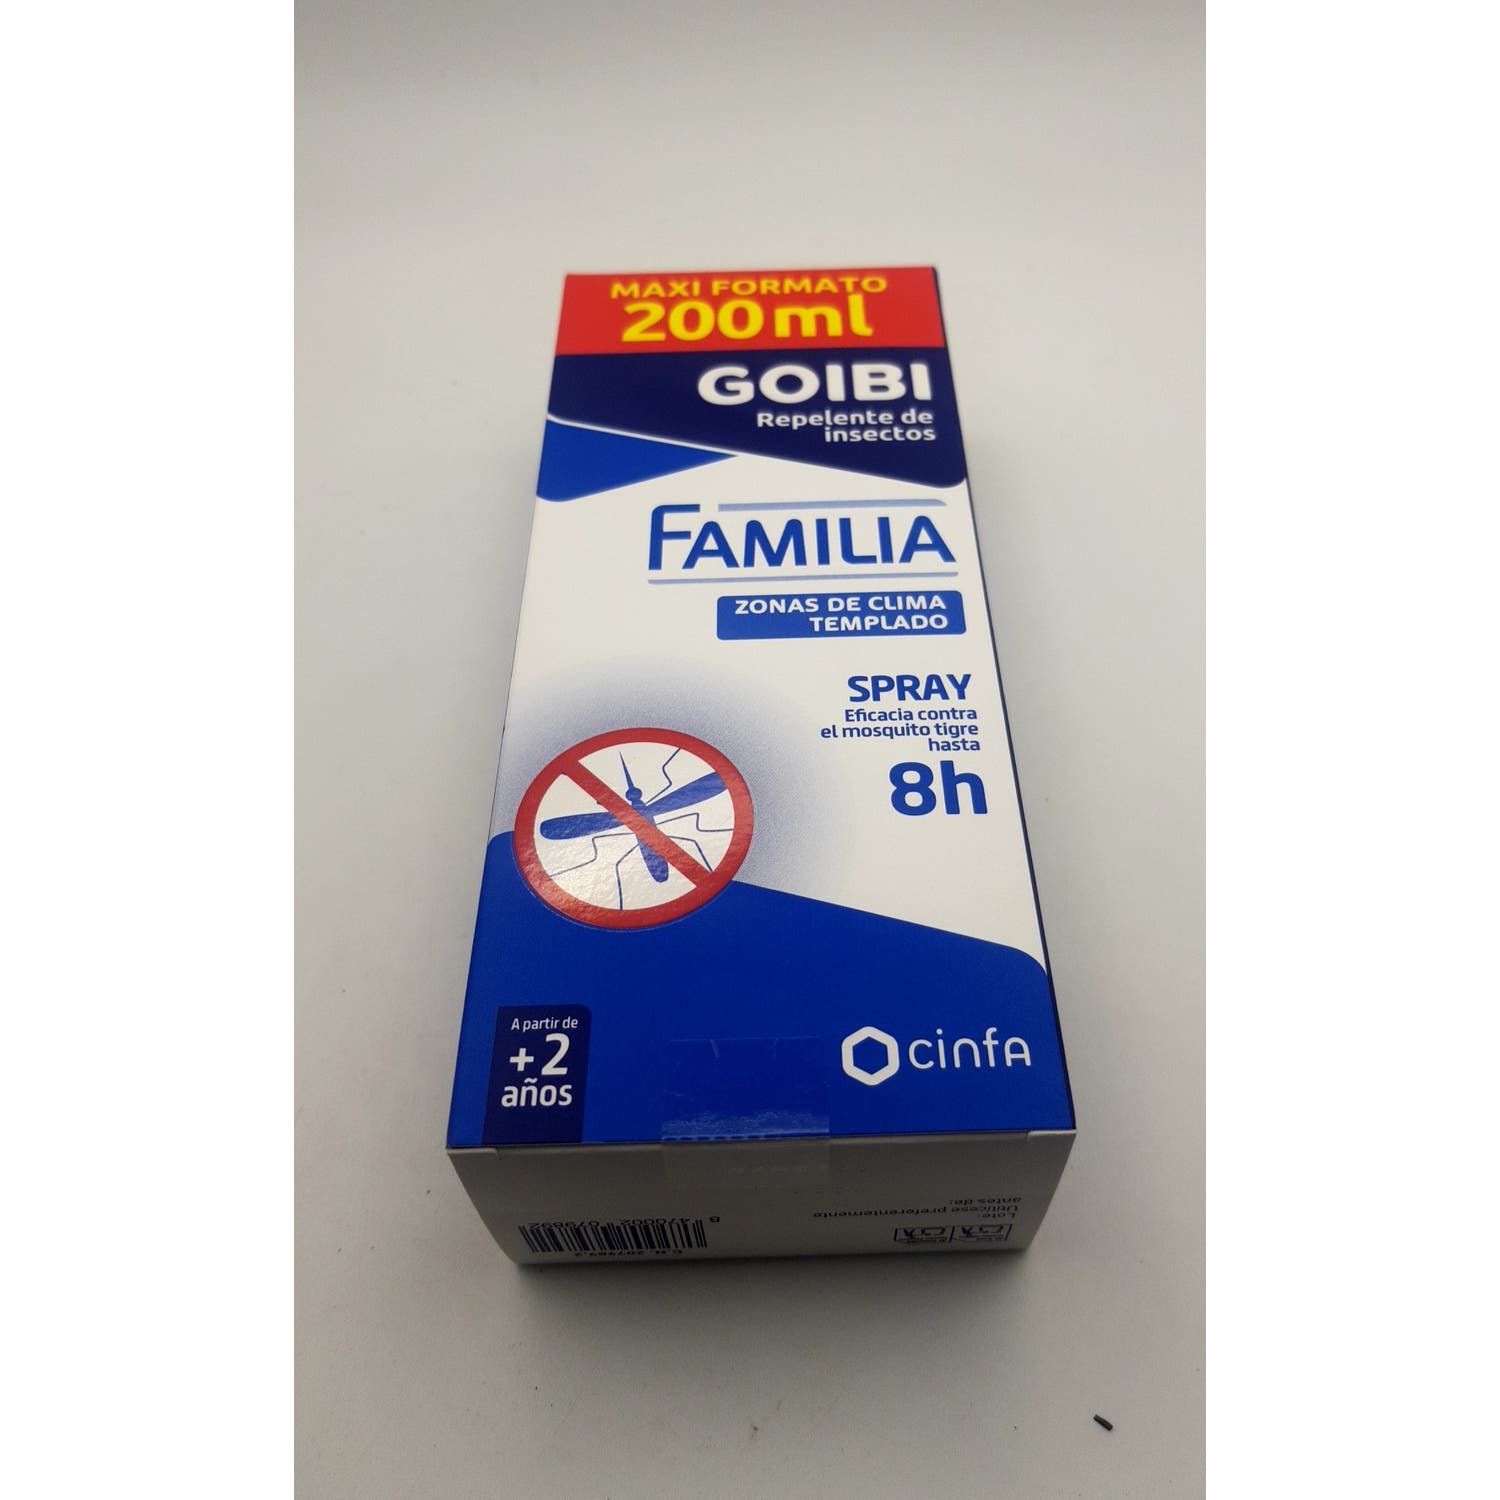 MAXI FORMATO
200 ml
GOIBI
Repelente de
insectos
FAMILIA
ZONAS DE CLIMA
TEMPLADO
SPRAY
Eficacia contra
el mosquito tigre
hasta
8h
A partir de
+2
años
cinfa
Lote:
Utilícese preferentemente
antes de: